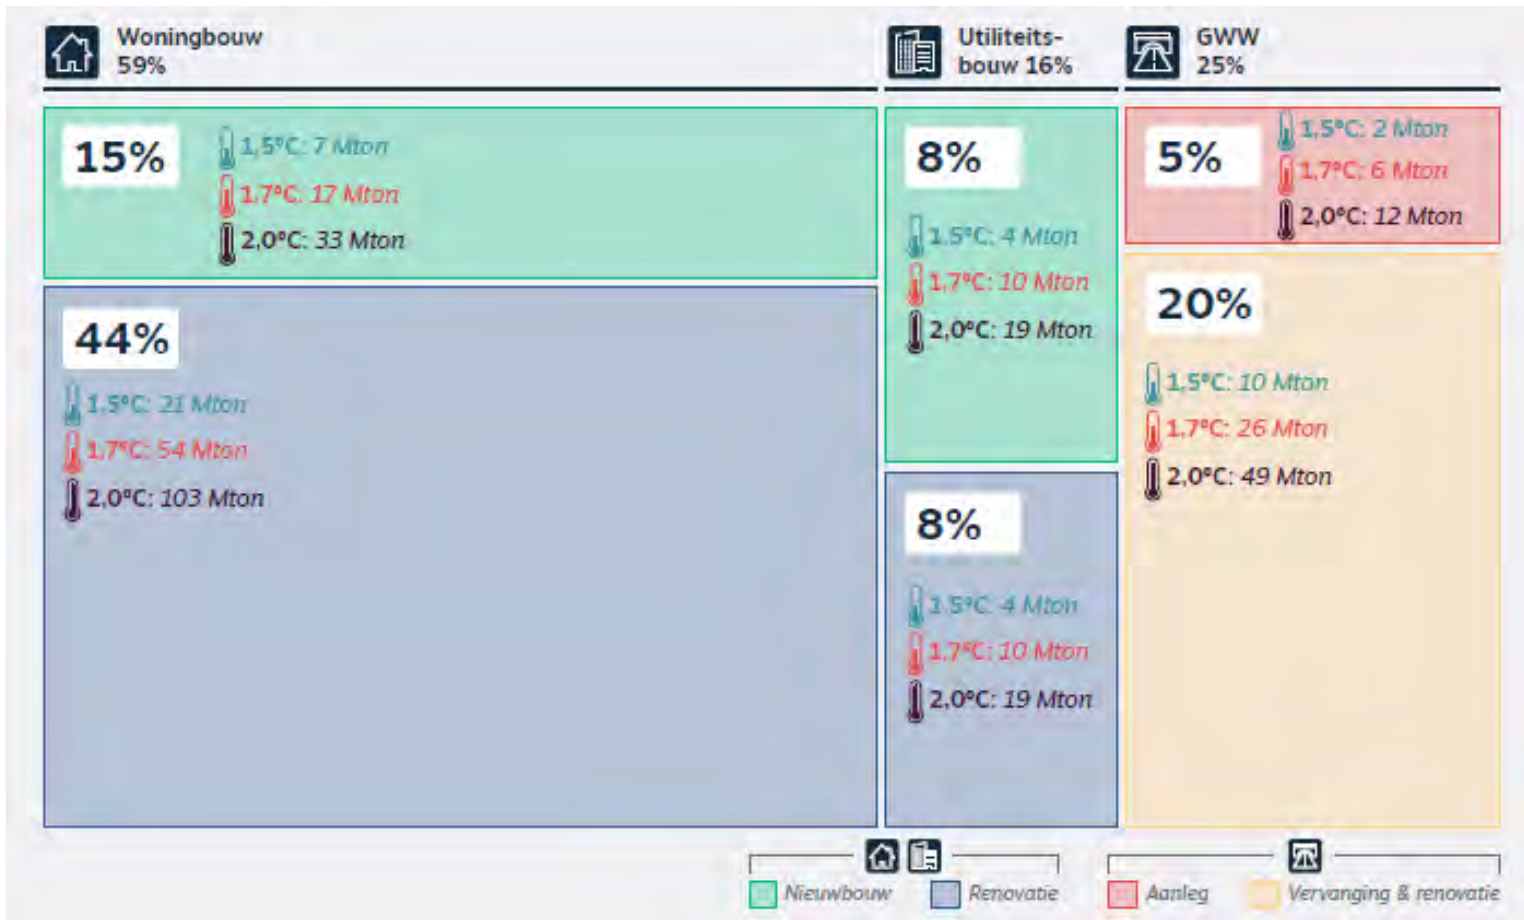 Woningbouw
59%
Utiliteits-
bouw 16%
GWW
25%
15%
1,5°C: 7 Mton
1,7°C: 17 Mton
2,0°C: 33 Mton
44%
1,5°C: 21 Mton
1,7°C: 54 Mton
2,0°C: 103 Mton
8%
1,5°C: 4 Mton
1,7°C: 10 Mton
2,0°C: 19 Mton
8%
1,5°C: 4 Mton
1,7°C: 10 Mton
2,0°C: 19 Mton
5%
1,5°C: 2 Mton
1,7°C: 6 Mton
2,0°C: 12 Mton
20%
1,5°C: 10 Mton
1,7°C: 26 Mton
2,0°C: 49 Mton
Nieuwbouw
Renovatie
Aanleg
Vervanging & renovatie